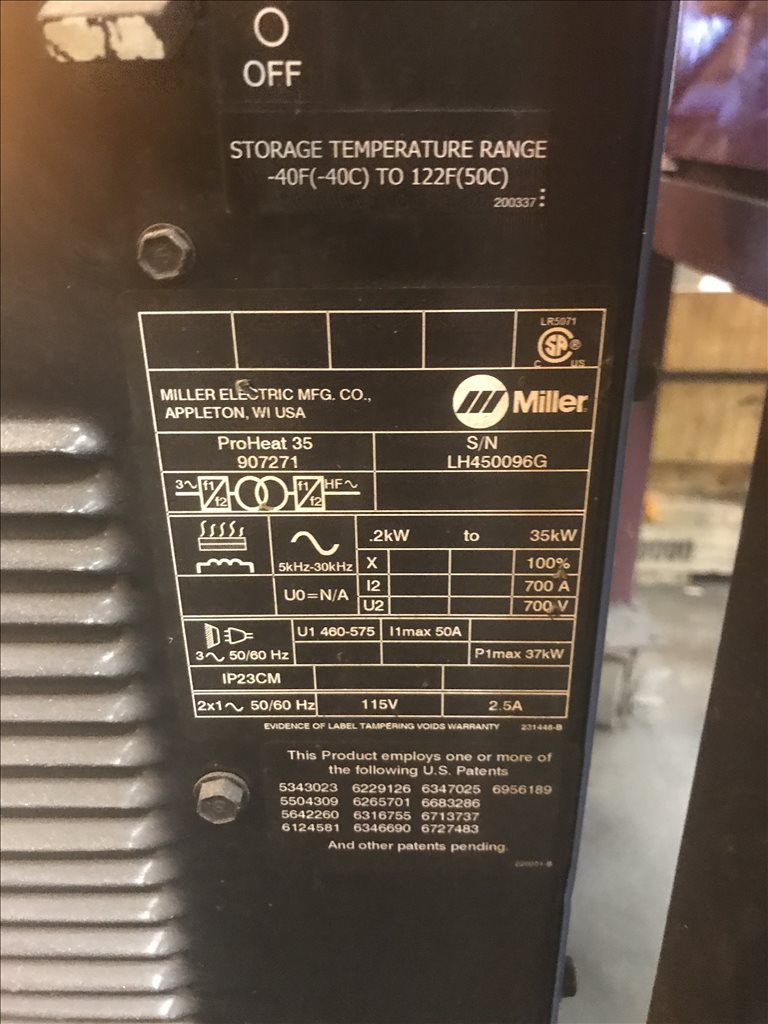 OFF
STORAGE TEMPERATURE RANGE
-40F(-40C) TO 122F(50C)
200337
LR5071
SP ®
C US
MILLER ELECTRIC MFG. CO.,
APPLETON, WI USA
Miller
ProHeat 35
907271
S/N
LH450096G
3~ f1/f2 f1/f2 HF~
.2kW to 35kW
5kHz-30kHz
X 100%
U0=N/A
I2 700 A
U2 700 V
3~ 50/60 Hz
U1 460-575 I1max 50A
P1max 37kW
IP23CM
2x1~ 50/60 Hz 115V 2.5A
EVIDENCE OF LABEL TAMPERING VOIDS WARRANTY 231448-B
This Product employs one or more of
the following U.S. Patents
5343023 6229126 6347025 6956189
5504309 6265701 6683286
5642260 6316755 6713737
6124581 6346690 6727483
And other patents pending.